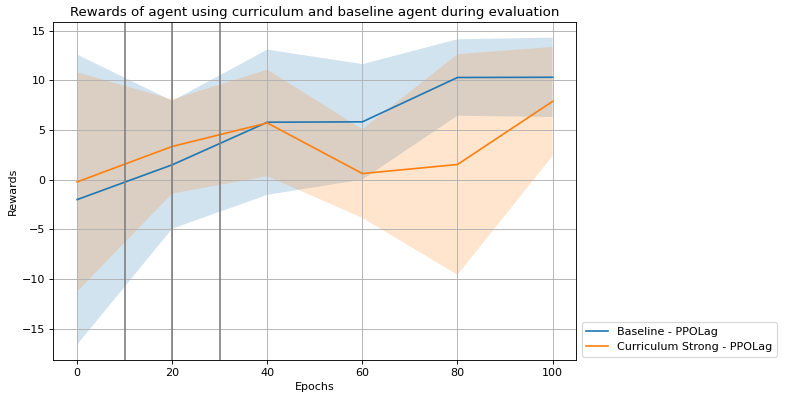 Rewards of agent using curriculum and baseline agent during evaluation
15
10
5
0
−5
−10
−15
Rewards
0 20 40 60 80 100
Epochs
Baseline - PPOLag
Curriculum Strong - PPOLag